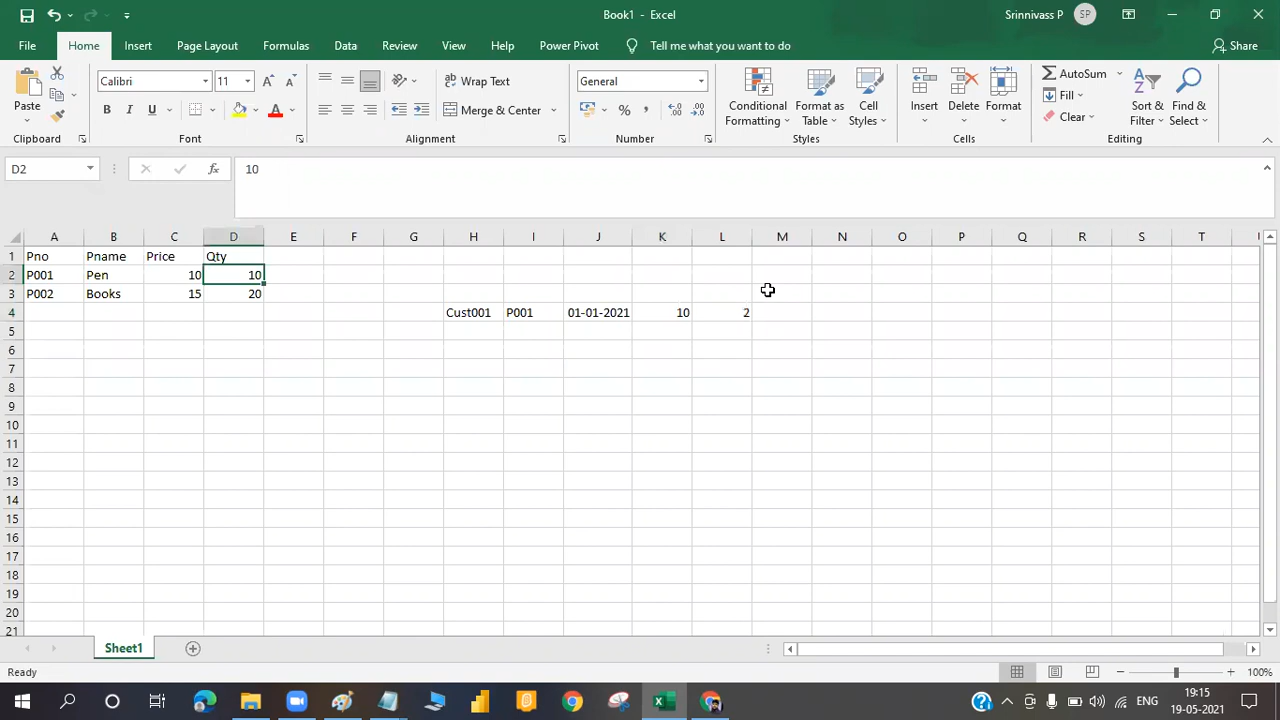 Book1 - Excel
Srinnivass P
SP
File Home Insert Page Layout Formulas Data Review View Help Power Pivot Tell me what you want to do Share
Paste
Calibri 11
B I U
A A A
Wrap Text
Merge & Center
General
%
Conditional Formatting
Format as Table
Cell Styles
Insert
Delete
Format
AutoSum
Fill
Clear
Sort & Filter
Find & Select
Clipboard Font Alignment Number Styles Cells Editing
D2 fx 10
A B C D E F G H I J K L M N O P Q R S T
1 Pno Pname Price Qty
2 P001 Pen 10 10
3 P002 Books 15 20
4 Cust001 P001 01-01-2021 10 2
5
6
7
8
9
10
11
12
13
14
15
16
17
18
19
20
21
Sheet1
Ready
100%
ENG
19:15
19-05-2021